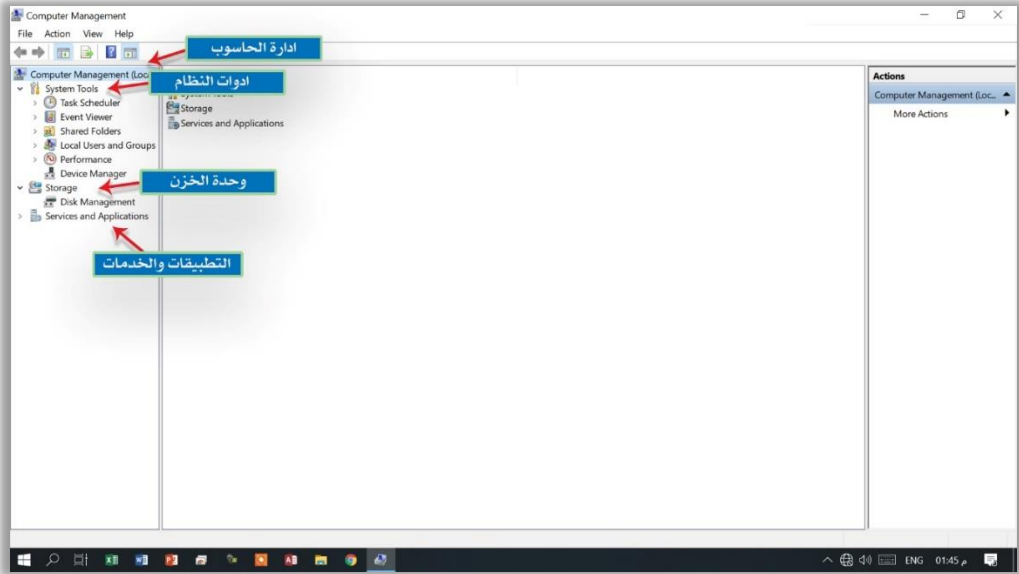 Computer Management
File Action View Help
ادارة الحاسوب
Computer Management (Loc
ادوات النظام
System Tools
Task Scheduler
Event Viewer
Shared Folders
Local Users and Groups
Performance
Device Manager
Storage
وحدة الخزن
Disk Management
Services and Applications
التطبيقات والخدمات
Storage
Services and Applications
Actions
Computer Management (Loc...
More Actions
ENG 01:45 م